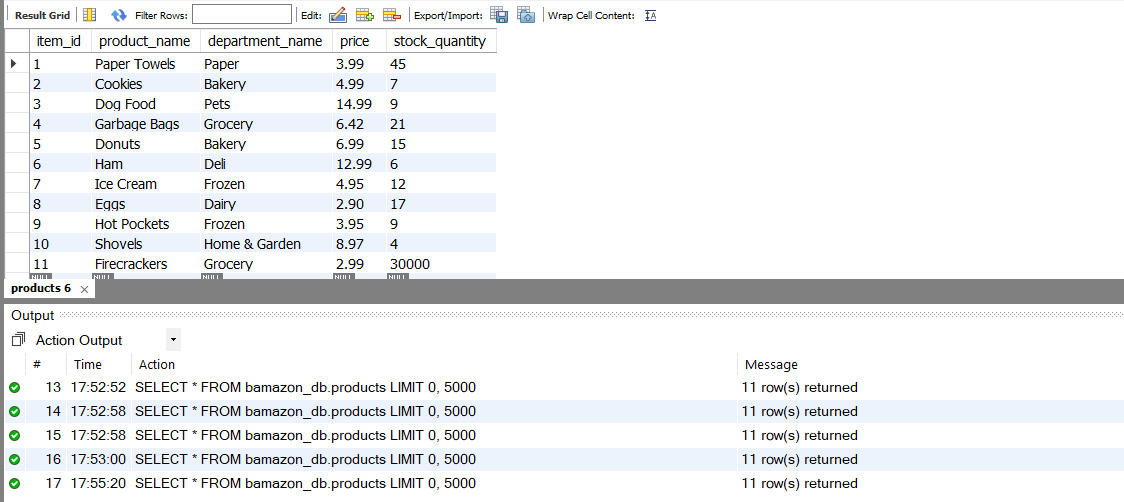 Result Grid Filter Rows: Edit: Export/Import: Wrap Cell Content: IA
item_id product_name department_name price stock_quantity
1 Paper Towels Paper 3.99 45
2 Cookies Bakery 4.99 7
3 Dog Food Pets 14.99 9
4 Garbage Bags Grocery 6.42 21
5 Donuts Bakery 6.99 15
6 Ham Deli 12.99 6
7 Ice Cream Frozen 4.95 12
8 Eggs Dairy 2.90 17
9 Hot Pockets Frozen 3.95 9
10 Shovels Home & Garden 8.97 4
11 Firecrackers Grocery 2.99 30000
NULL NULL NULL NULL NULL
products 6
Output
Action Output
# Time Action Message
13 17:52:52 SELECT * FROM bamazon_db.products LIMIT 0, 5000 11 row(s) returned
14 17:52:58 SELECT * FROM bamazon_db.products LIMIT 0, 5000 11 row(s) returned
15 17:52:58 SELECT * FROM bamazon_db.products LIMIT 0, 5000 11 row(s) returned
16 17:53:00 SELECT * FROM bamazon_db.products LIMIT 0, 5000 11 row(s) returned
17 17:55:20 SELECT * FROM bamazon_db.products LIMIT 0, 5000 11 row(s) returned